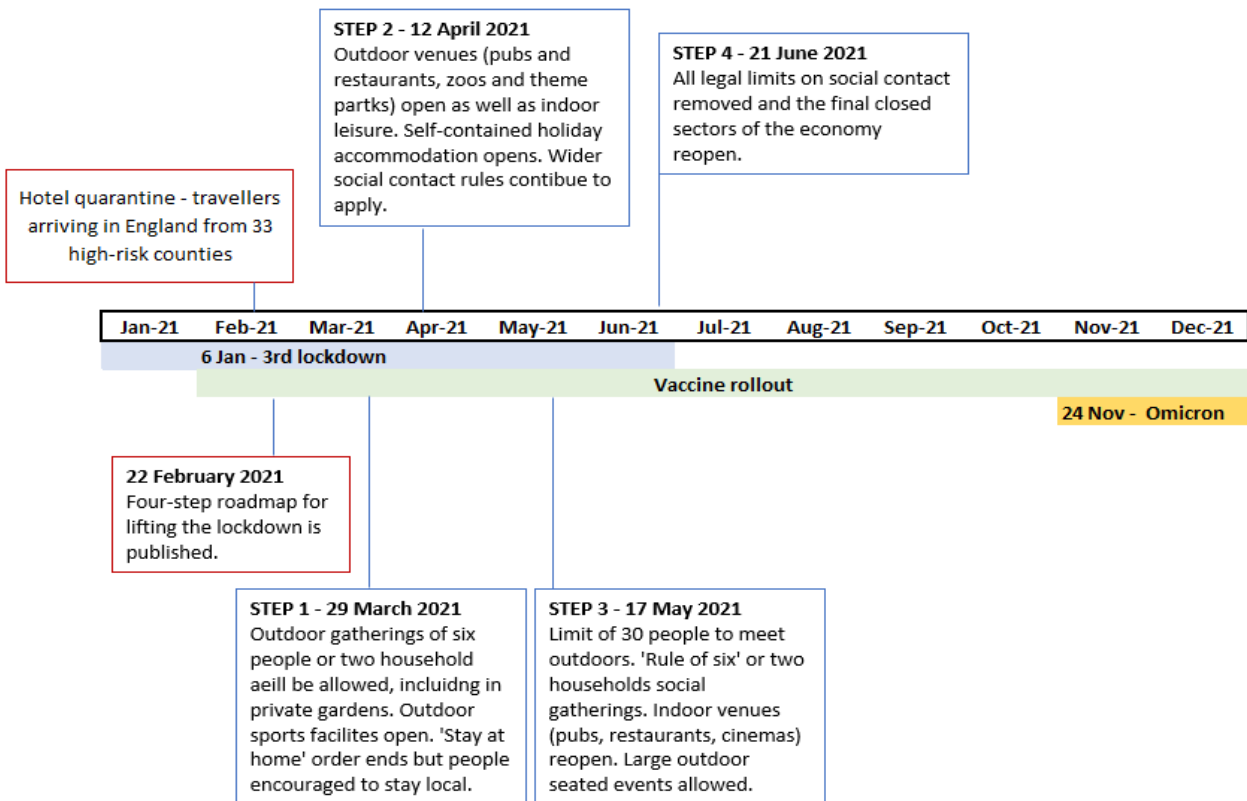 STEP 2 - 12 April 2021
Outdoor venues (pubs and
restaurants, zoos and theme
partks) open as well as indoor
leisure. Self-contained holiday
accommodation opens. Wider
social contact rules contibue to
apply.
STEP 4 - 21 June 2021
All legal limits on social contact
removed and the final closed
sectors of the economy
reopen.
Hotel quarantine - travellers
arriving in England from 33
high-risk counties
Jan-21 Feb-21 Mar-21 Apr-21 May-21 Jun-21 Jul-21 Aug-21 Sep-21 Oct-21 Nov-21 Dec-21
6 Jan - 3rd lockdown
Vaccine rollout
24 Nov - Omicron
22 February 2021
Four-step roadmap for
lifting the lockdown is
published.
STEP 1 - 29 March 2021
Outdoor gatherings of six
people or two household
aeill be allowed, incluidng in
private gardens. Outdoor
sports facilites open. 'Stay at
home' order ends but people
encouraged to stay local.
STEP 3 - 17 May 2021
Limit of 30 people to meet
outdoors. 'Rule of six' or two
households social
gatherings. Indoor venues
(pubs, restaurants, cinemas)
reopen. Large outdoor
seated events allowed.